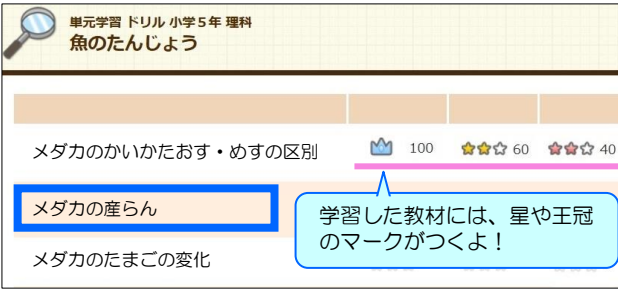 単元学習 ドリル 小学5年 理科
魚のたんじょう
メダカのかいかたおす・めすの区別 100 60 40
メダカの産らん
学習した教材には、星や王冠
のマークがつくよ！
メダカのたまごの変化